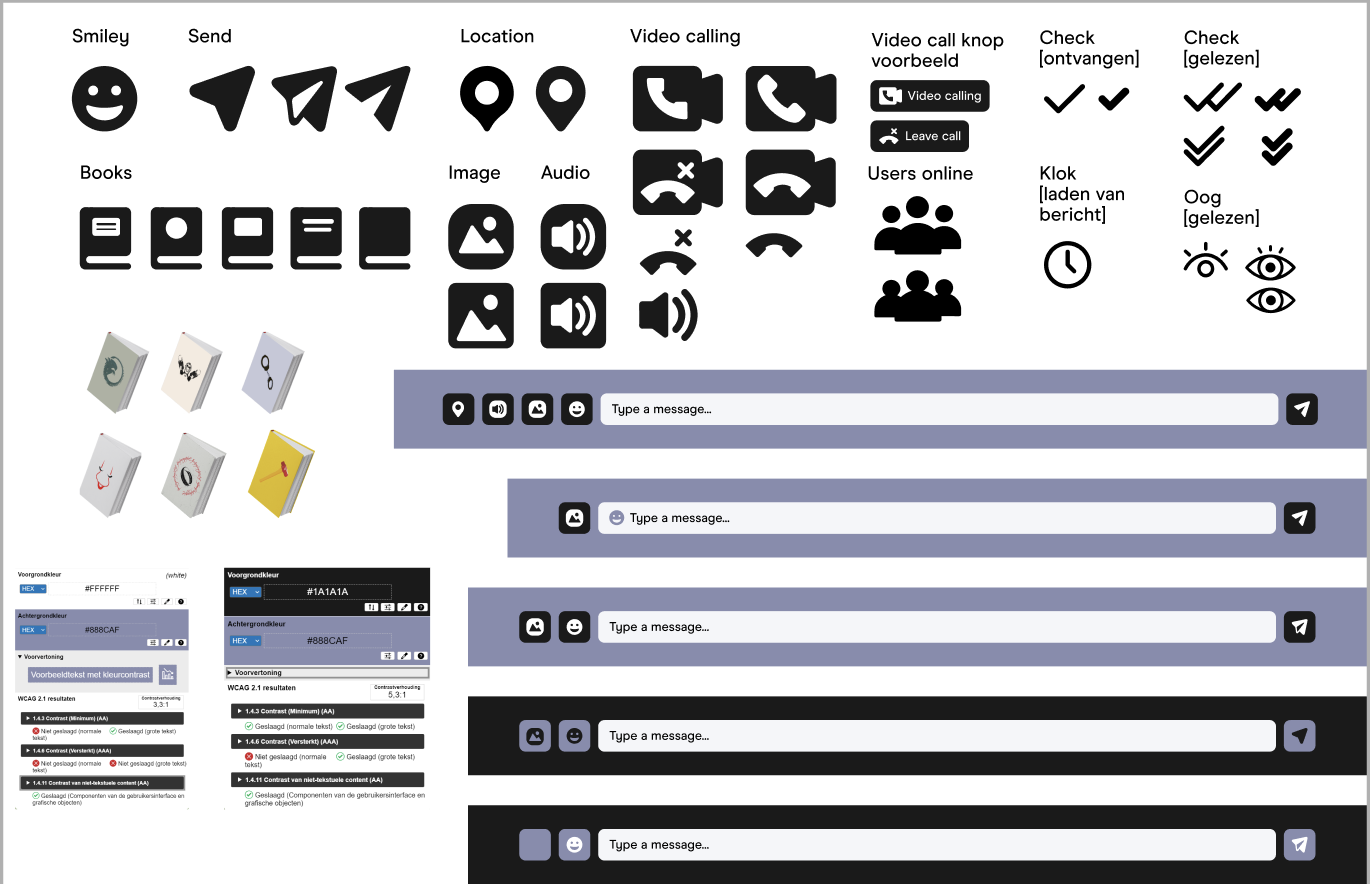 Smiley
Send
Location
Video calling
Video call knop
voorbeeld
Check
[ontvangen]
Check
[gelezen]
Video calling
Leave call
Books
Image
Audio
Users online
Klok
[laden van
bericht]
Oog
[gelezen]
Type a message...
Type a message...
Type a message...
Type a message...
Type a message...
Voorgrondkleur
(white)
HEX
#FFFFFF
Achtergrondkleur
HEX
#888CAF
▼ Voorvertoning
Voorbeeldtekst met kleurcontrast
WCAG 2.1 resultaten
Contrastverhouding
3,3:1
▶ 1.4.3 Contrast (Minimum) (AA)
Niet geslaagd (normale
tekst)
Geslaagd (grote tekst)
▶ 1.4.6 Contrast (Versterkt) (AAA)
Niet geslaagd (normale
tekst)
Niet geslaagd (grote tekst)
▶ 1.4.11 Contrast van niet-tekstuele content (AA)
Geslaagd (Componenten van de gebruikersinterface en
grafische objecten)
Voorgrondkleur
HEX
#1A1A1A
Achtergrondkleur
HEX
#888CAF
▶ Voorvertoning
WCAG 2.1 resultaten
Contrastverhouding
5,3:1
▶ 1.4.3 Contrast (Minimum) (AA)
Geslaagd (normale tekst)
Geslaagd (grote tekst)
▶ 1.4.6 Contrast (Versterkt) (AAA)
Niet geslaagd (normale
tekst)
Geslaagd (grote tekst)
▶ 1.4.11 Contrast van niet-tekstuele content (AA)
Geslaagd (Componenten van de gebruikersinterface en
grafische objecten)